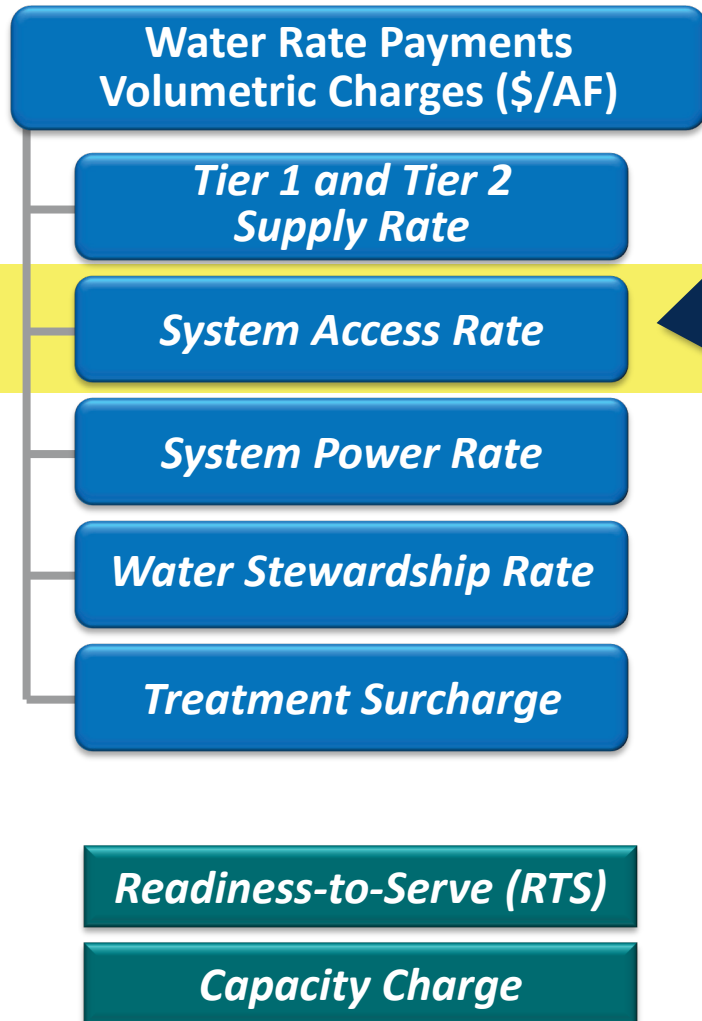 Water Rate Payments
Volumetric Charges ($/AF)
Tier 1 and Tier 2
Supply Rate
System Access Rate
System Power Rate
Water Stewardship Rate
Treatment Surcharge
Readiness-to-Serve (RTS)
Capacity Charge